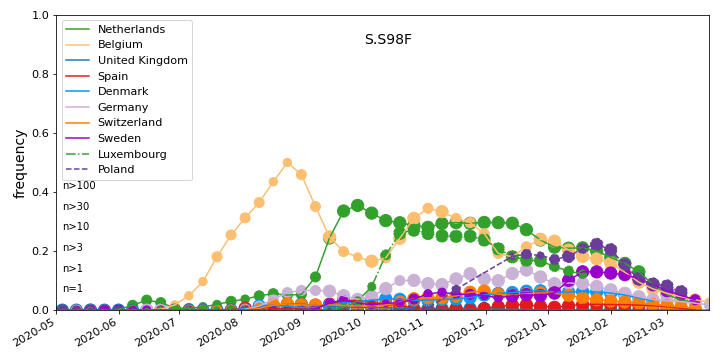 S.S98F
Netherlands
Belgium
United Kingdom
Spain
Denmark
Germany
Switzerland
Sweden
Luxembourg
Poland
n>100
n>30
n>10
n>3
n>1
n=1
frequency
1.0
0.8
0.6
0.4
0.2
0.0
2020-05
2020-06
2020-07
2020-08
2020-09
2020-10
2020-11
2020-12
2021-01
2021-02
2021-03